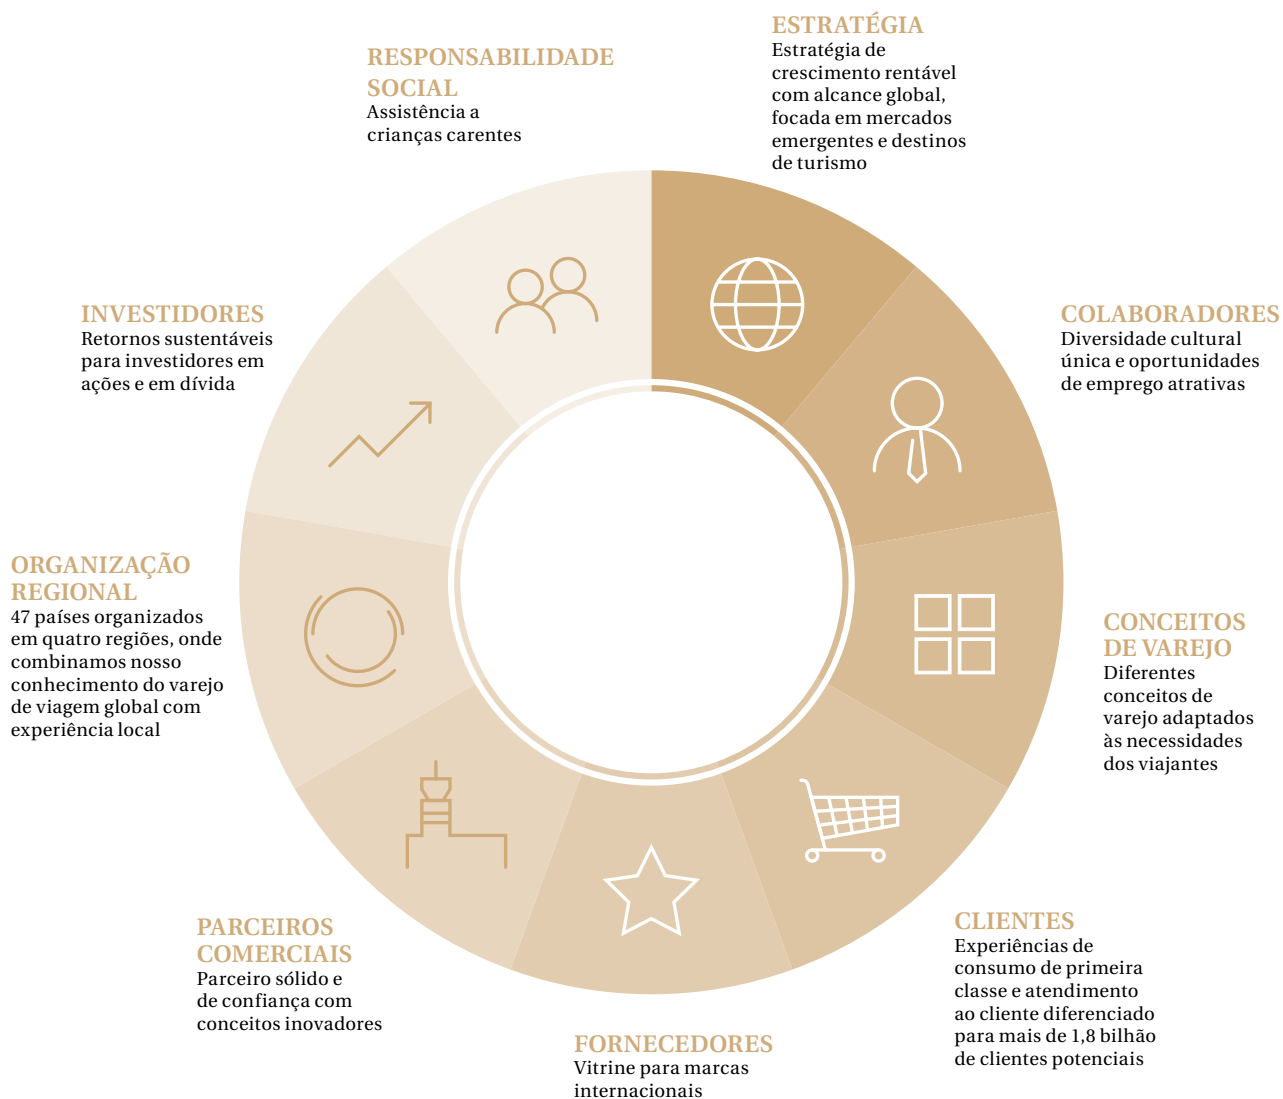 RESPONSABILIDADE
SOCIAL
Assistência a
crianças carentes
ESTRATÉGIA
Estratégia de
crescimento rentável
com alcance global,
focada em mercados
emergentes e destinos
de turismo
COLABORADORES
Diversidade cultural
única e oportunidades
de emprego atrativas
CONCEITOS
DE VAREJO
Diferentes
conceitos de
varejo adaptados
às necessidades
dos viajantes
CLIENTES
Experiências de
consumo de primeira
classe e atendimento
ao cliente diferenciado
para mais de 1,8 bilhão
de clientes potenciais
FORNECEDORES
Vitrine para marcas
internacionais
PARCEIROS
COMERCIAIS
Parceiro sólido e
de confiança com
conceitos inovadores
ORGANIZAÇÃO
REGIONAL
47 países organizados
em quatro regiões, onde
combinamos nosso
conhecimento do varejo
de viagem global com
experiência local
INVESTIDORES
Retornos sustentáveis
para investidores em
ações e em dívida